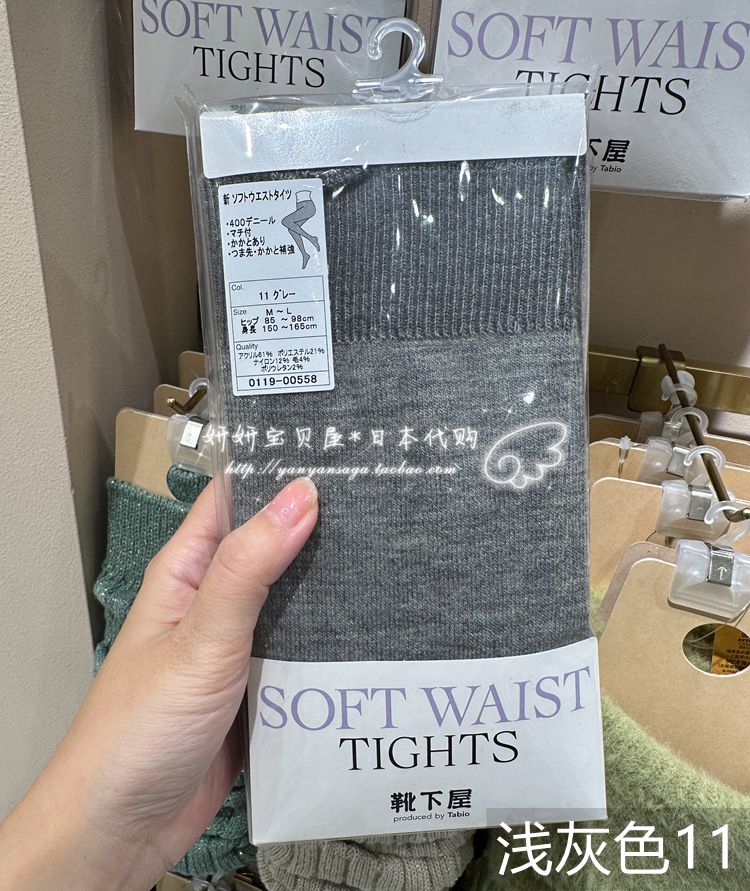 SOFT WAIST
TIGHTS
SOFT WAIS
TIGHTS
下屋
by Tabio
新 ソフトウエストタイツ
・400デニール
・マチ付
・かかとあり
・つま先・かかと補強
Col.
11 グレー
Size
M ~ L
ヒップ 85 ~ 98cm
身長 150 ~ 165cm
Quality
アクリル61% ポリエステル21%
ナイロン12% 毛4%
ポリウレタン2%
0119-00558
妍妍宝贝屋*日本代购
http://yanyansaga.taobao.com
SOFT WAIST
TIGHTS
靴下屋
produced by Tabio
浅灰色11